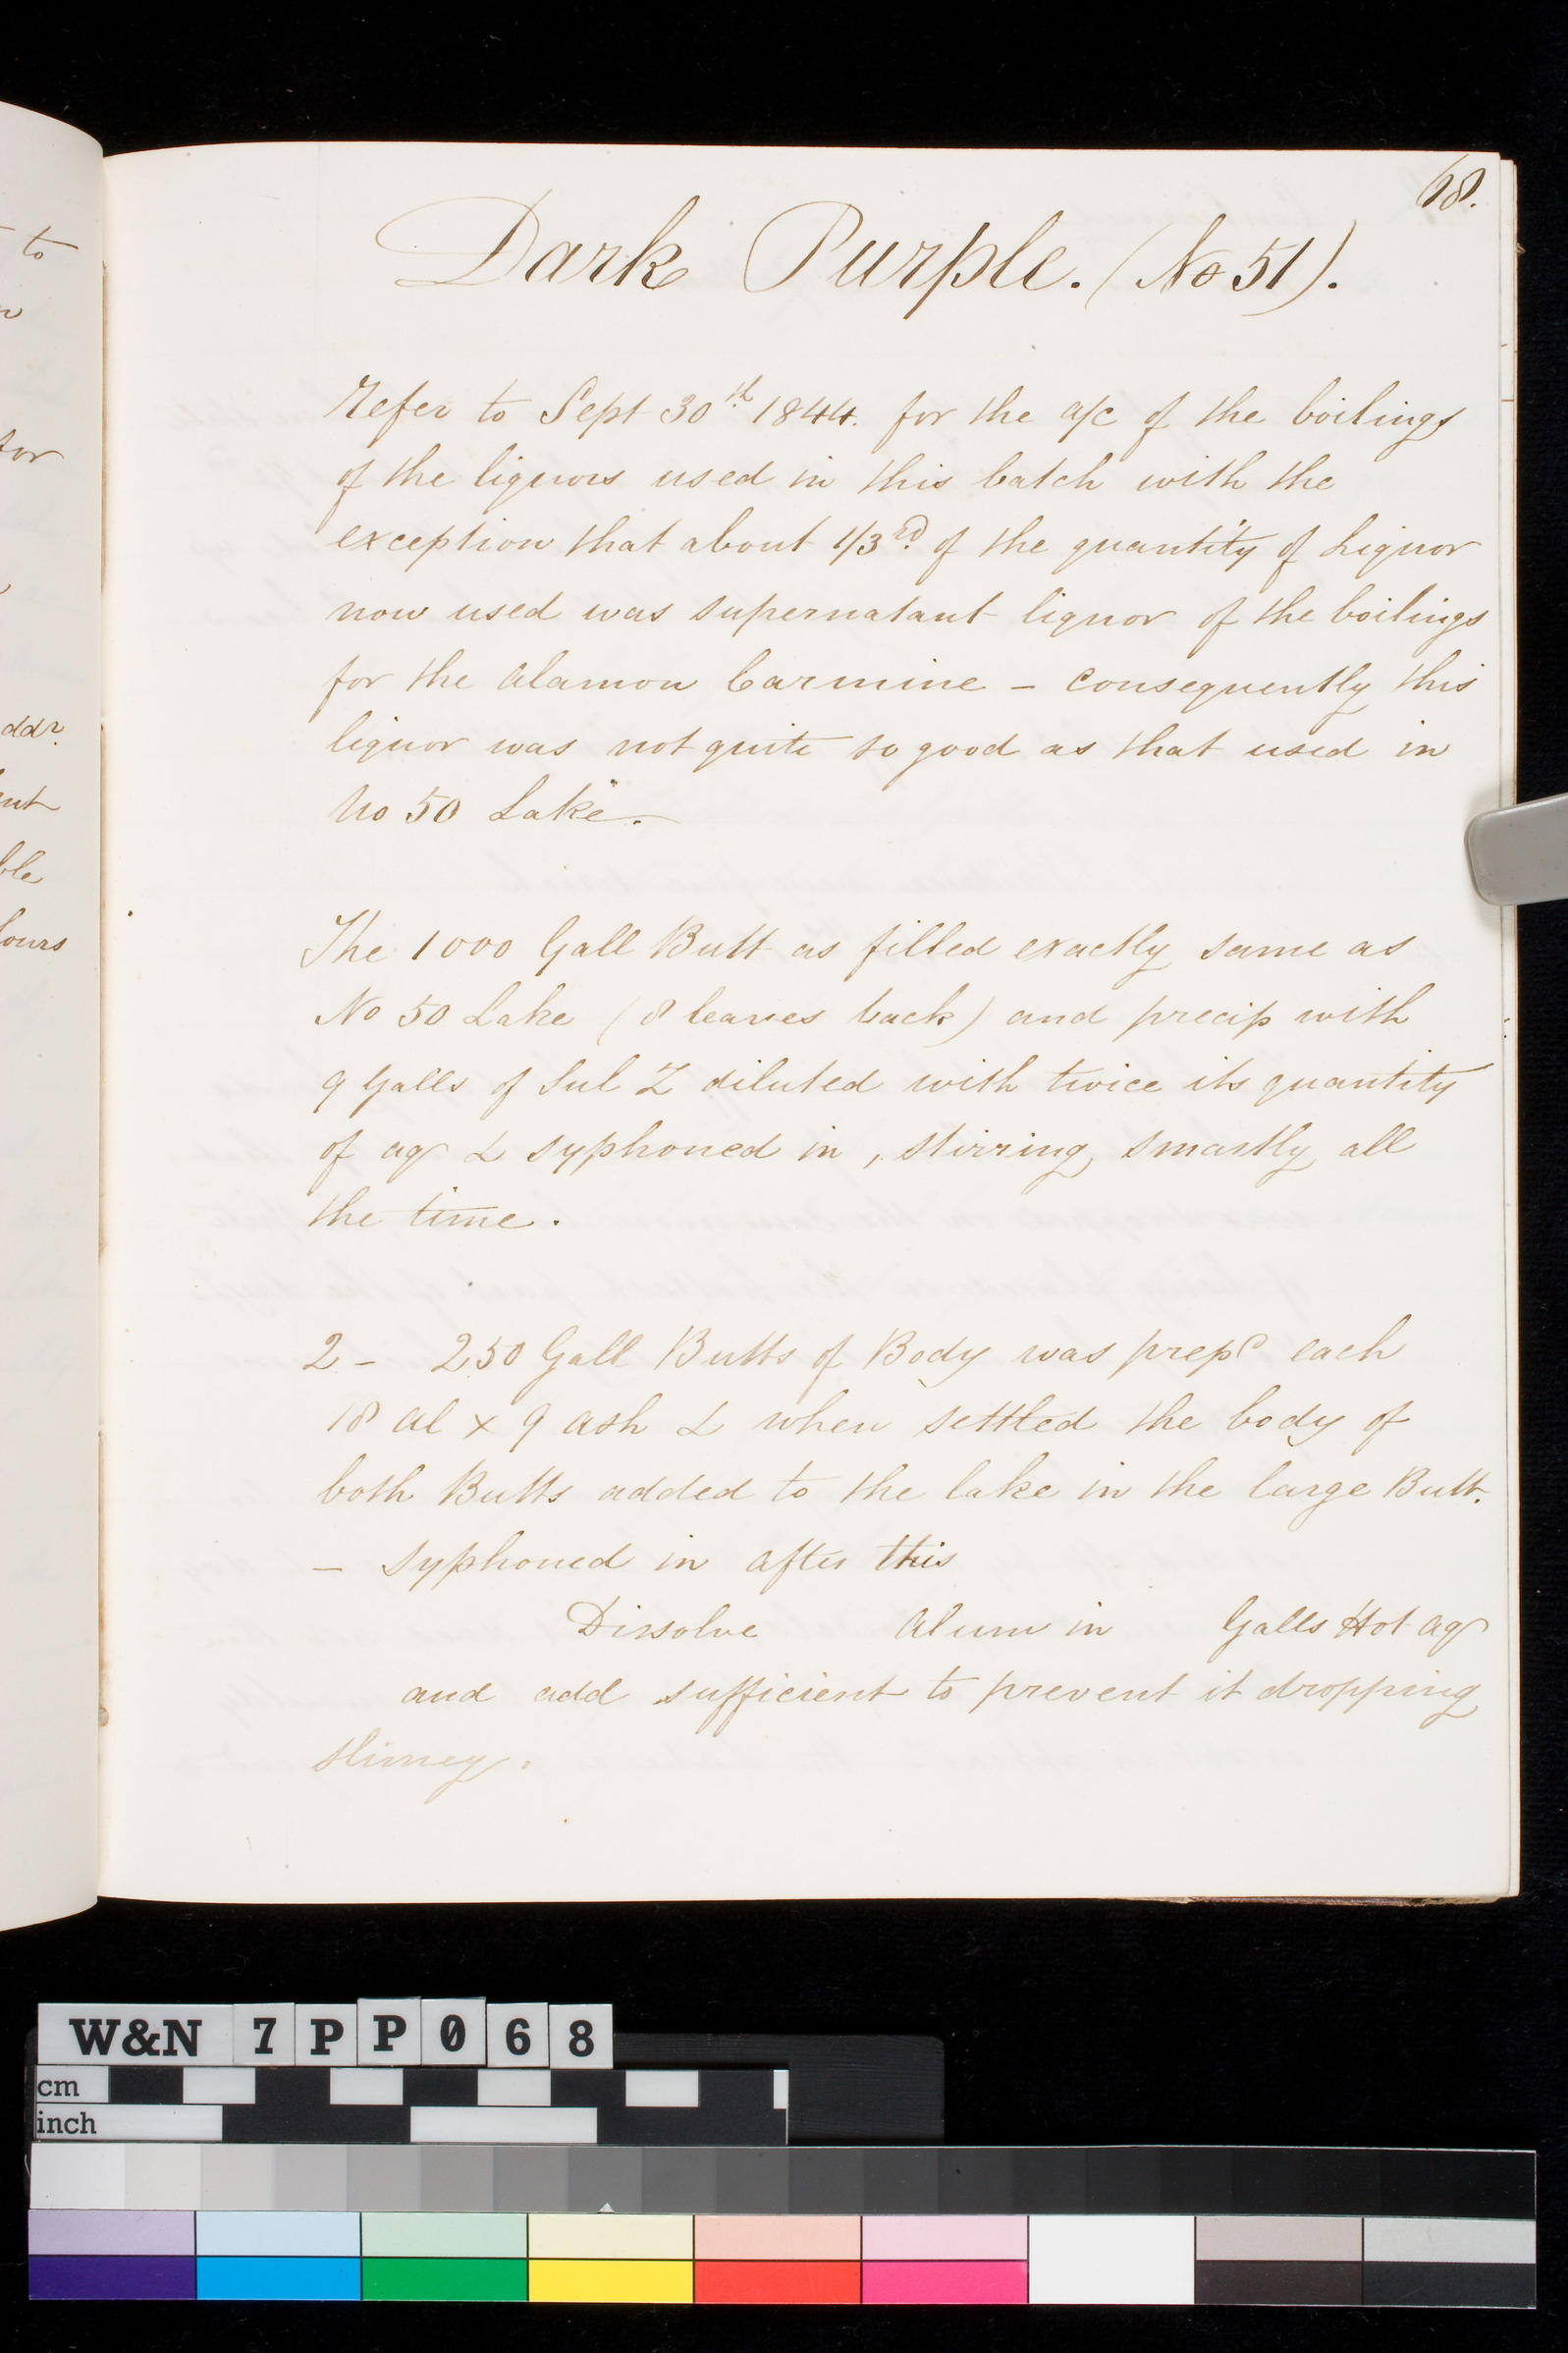 68.
Dark Purple. (No 51).
Refer to Sept 30th 1844. for the a/c of the boilings
of the liquors used in this batch with the
exception that about 1/3rd of the quantity of Liquor
now used was supernatant liquor of the boilings
for the Alamon Carmine – consequently this
liquor was not quite so good as that used in
No 50 Lake.
The 1000 Gall Butt as filled exactly same as
No 50 Lake (8 leaves back) and precip with
9 Galls of Sul Z diluted with twice its quantity
of aq & syphoned in, stirring smartly all
the time.
2 – 250 Gall Butts of Body was prepd each
18 Al x 9 ash & when settled the body of
both Butts added to the lake in the large Butt.
– syphoned in after this
Dissolve Alum in Galls Hot aq
and add sufficient to prevent it dropping
slimey.
to
for
ddr
ble
lours
W&N 7PP068
cm
inch